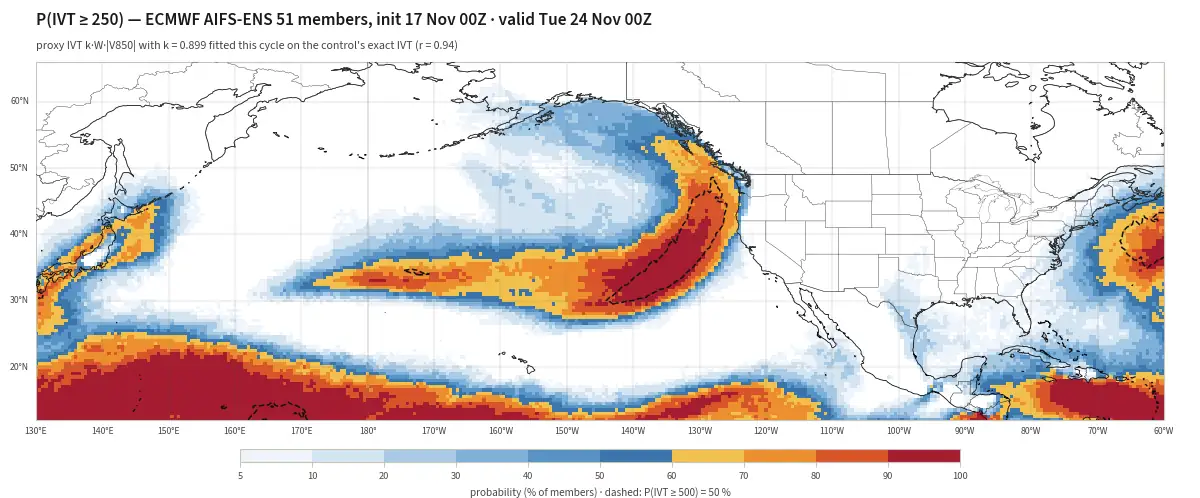 P(IVT ≥ 250) — ECMWF AIFS-ENS 51 members, init 17 Nov 00Z · valid Tue 24 Nov 00Z
proxy IVT k·W·|V850| with k = 0.899 fitted this cycle on the control's exact IVT (r = 0.94)
60°N
50°N
40°N
30°N
20°N
130°E 140°E 150°E 160°E 170°E 180° 170°W 160°W 150°W 140°W 130°W 120°W 110°W 100°W 90°W 80°W 70°W 60°W
5 10 20 30 40 50 60 70 80 90 100
probability (% of members) · dashed: P(IVT ≥ 500) = 50 %